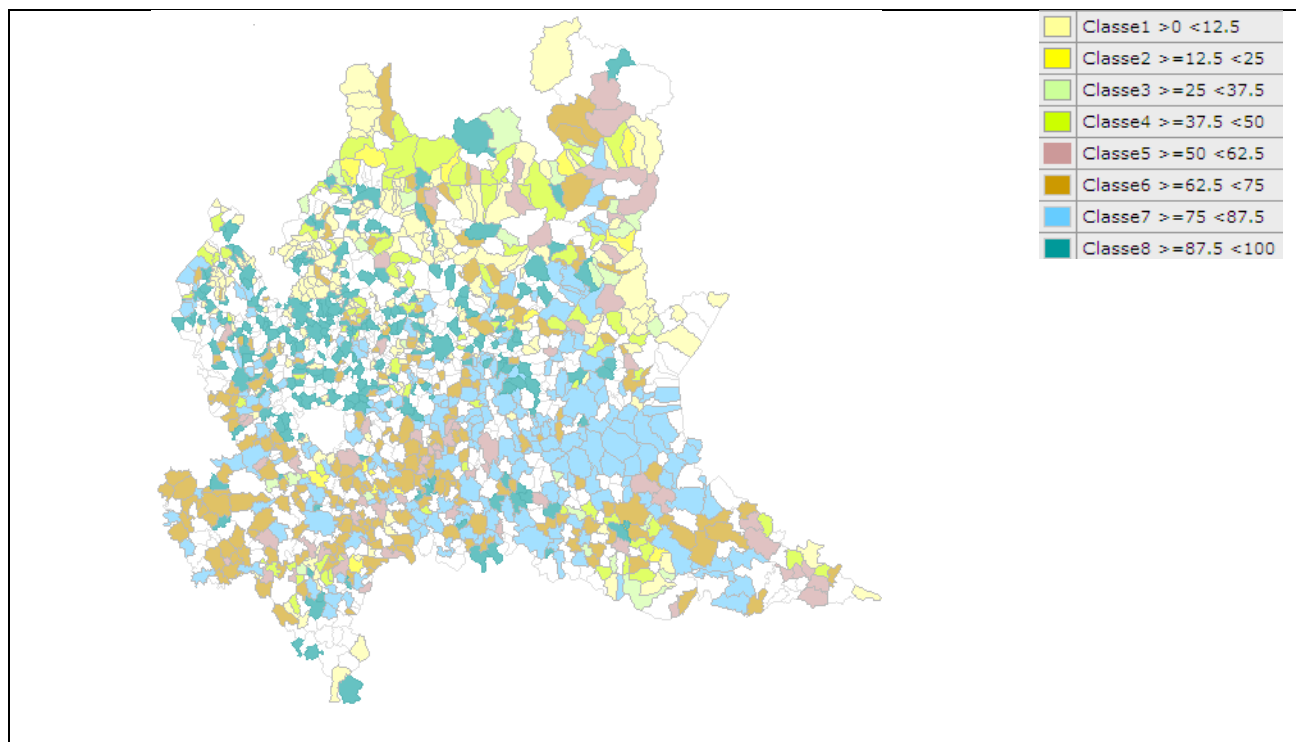 Classe1 >0 <12.5
Classe2 >=12.5 <25
Classe3 >=25 <37.5
Classe4 >=37.5 <50
Classe5 >=50 <62.5
Classe6 >=62.5 <75
Classe7 >=75 <87.5
Classe8 >=87.5 <100